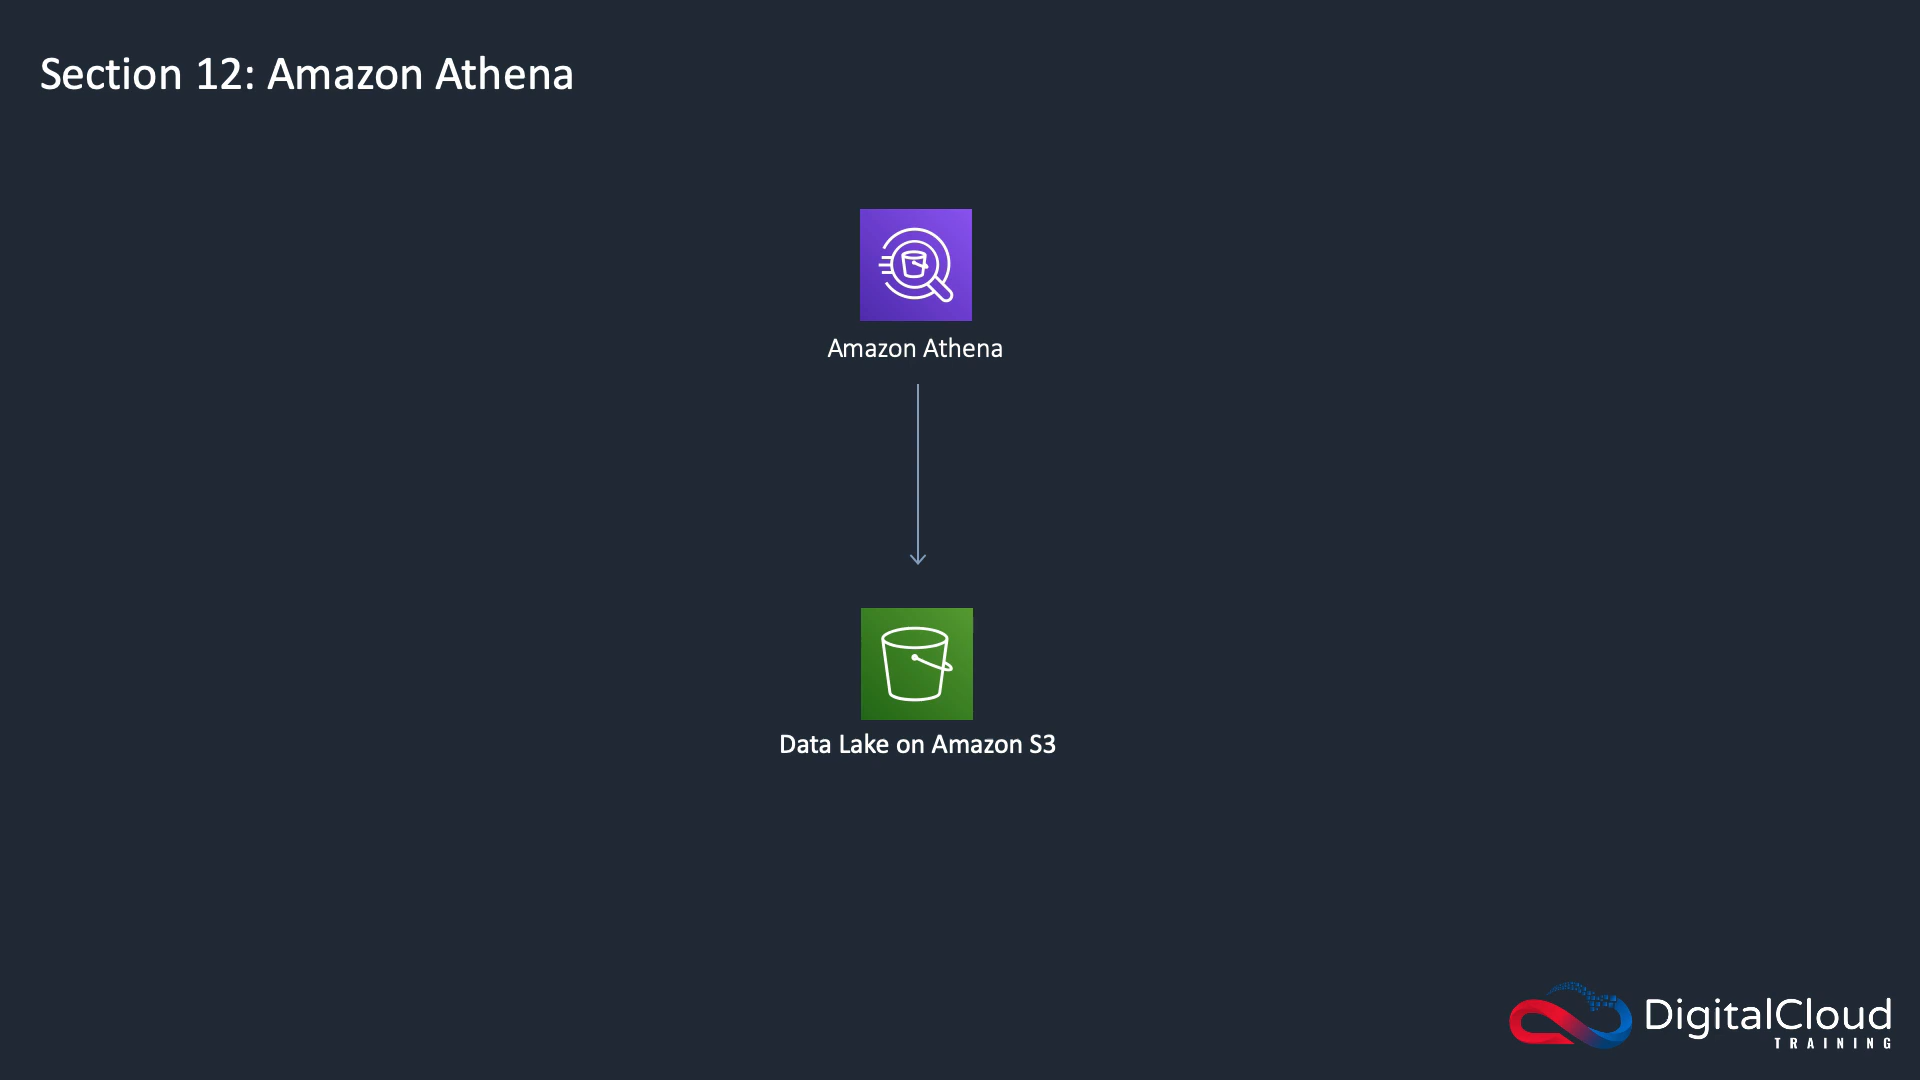 Section 12: Amazon Athena
Amazon Athena
Data Lake on Amazon S3
DigitalCloud
TRAINING